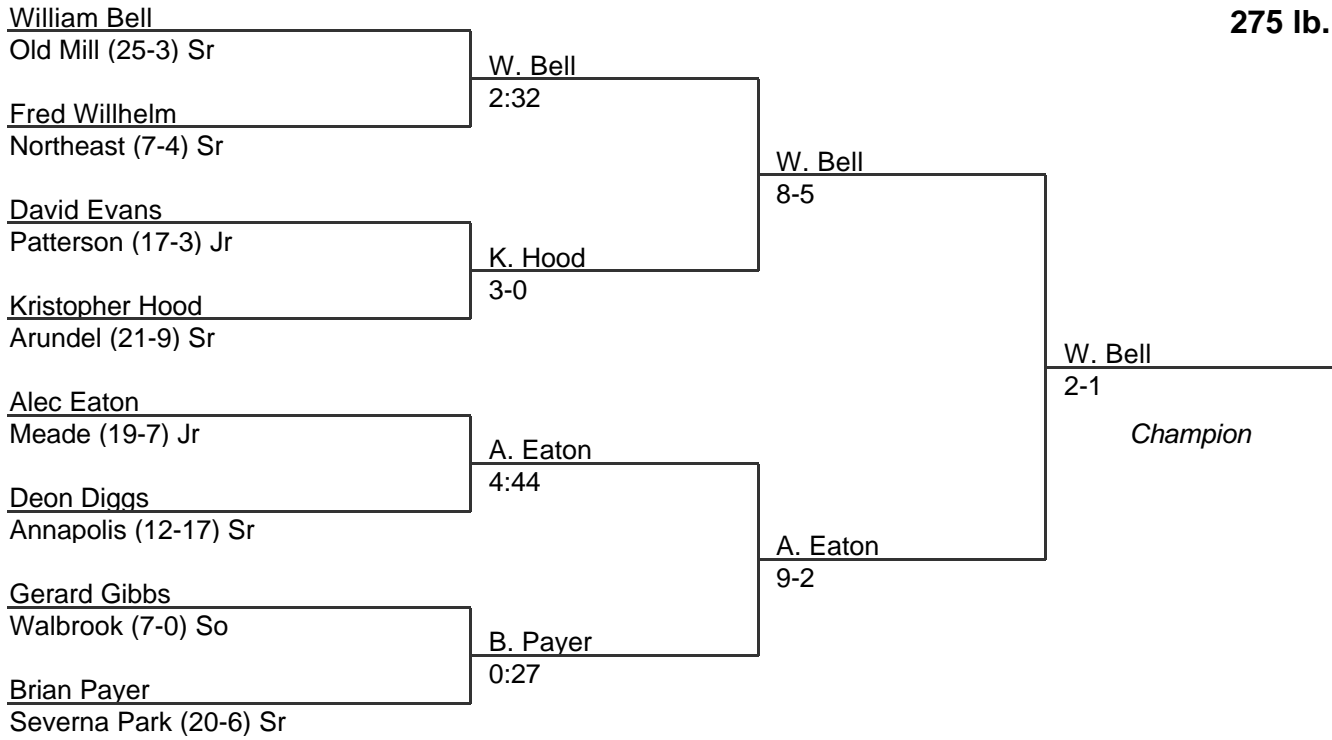 275 lb.
William Bell
Old Mill (25-3) Sr
Fred Willhelm
Northeast (7-4) Sr
David Evans
Patterson (17-3) Jr
Kristopher Hood
Arundel (21-9) Sr
Alec Eaton
Meade (19-7) Jr
Deon Diggs
Annapolis (12-17) Sr
Gerard Gibbs
Walbrook (7-0) So
Brian Payer
Severna Park (20-6) Sr
W. Bell
2:32
K. Hood
3-0
A. Eaton
4:44
B. Payer
0:27
W. Bell
8-5
A. Eaton
9-2
W. Bell
2-1
Champion